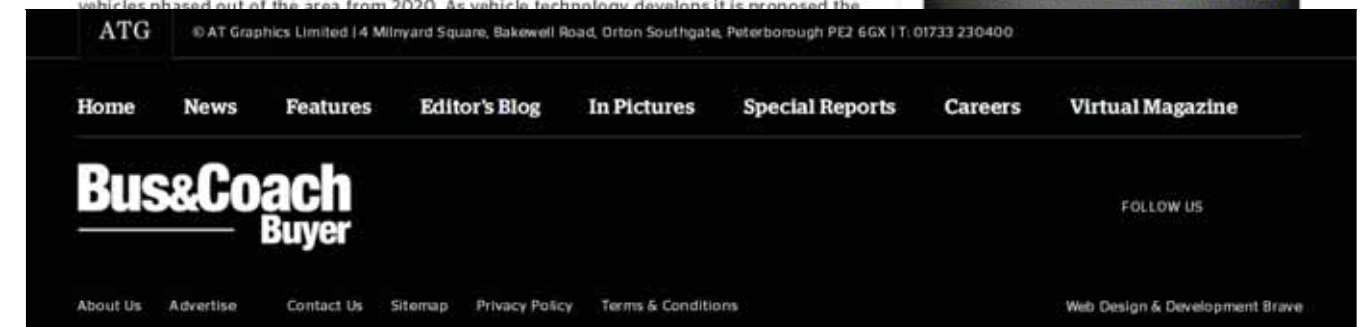 vehicles phased out of the area from 2020. As vehicle technology develops it is proposed the
ATG © AT Graphics Limited | 4 Milnyard Square, Bakewell Road, Orton Southgate, Peterborough PE2 6GX | T: 01733 230400
Home News Features Editor's Blog In Pictures Special Reports Careers Virtual Magazine
Bus&Coach
Buyer
FOLLOW US
About Us Advertise Contact Us Sitemap Privacy Policy Terms & Conditions Web Design & Development Brave